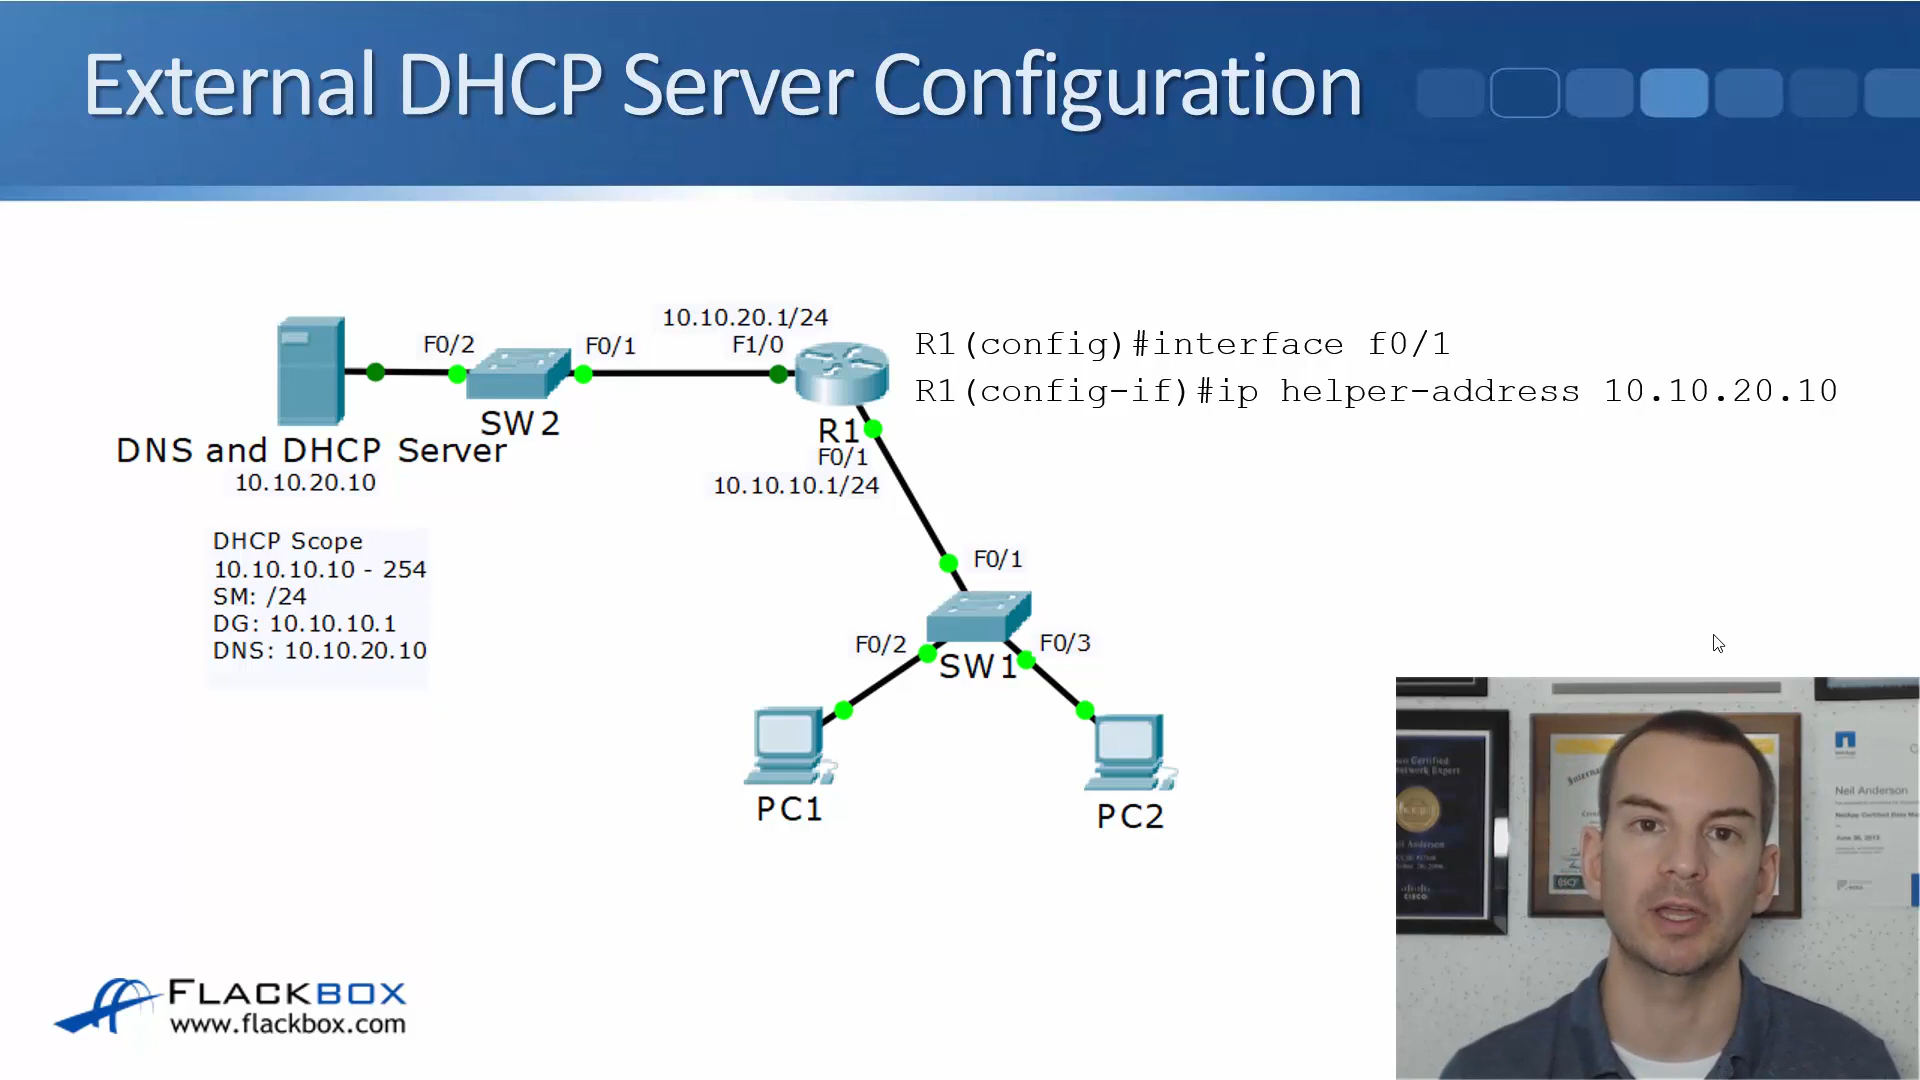 External DHCP Server Configuration
10.10.20.1/24
F0/2
F0/1
F1/0
R1(config)#interface f0/1
R1(config-if)#ip helper-address 10.10.20.10
SW2
R1
F0/1
DNS and DHCP Server
10.10.20.10
10.10.10.1/24
DHCP Scope
10.10.10.10 - 254
SM: /24
DG: 10.10.10.1
DNS: 10.10.20.10
F0/1
F0/2
F0/3
SW1
PC1
PC2
Neil Anderson
June 30, 2013
CISCO
FLACKBOX
www.flackbox.com